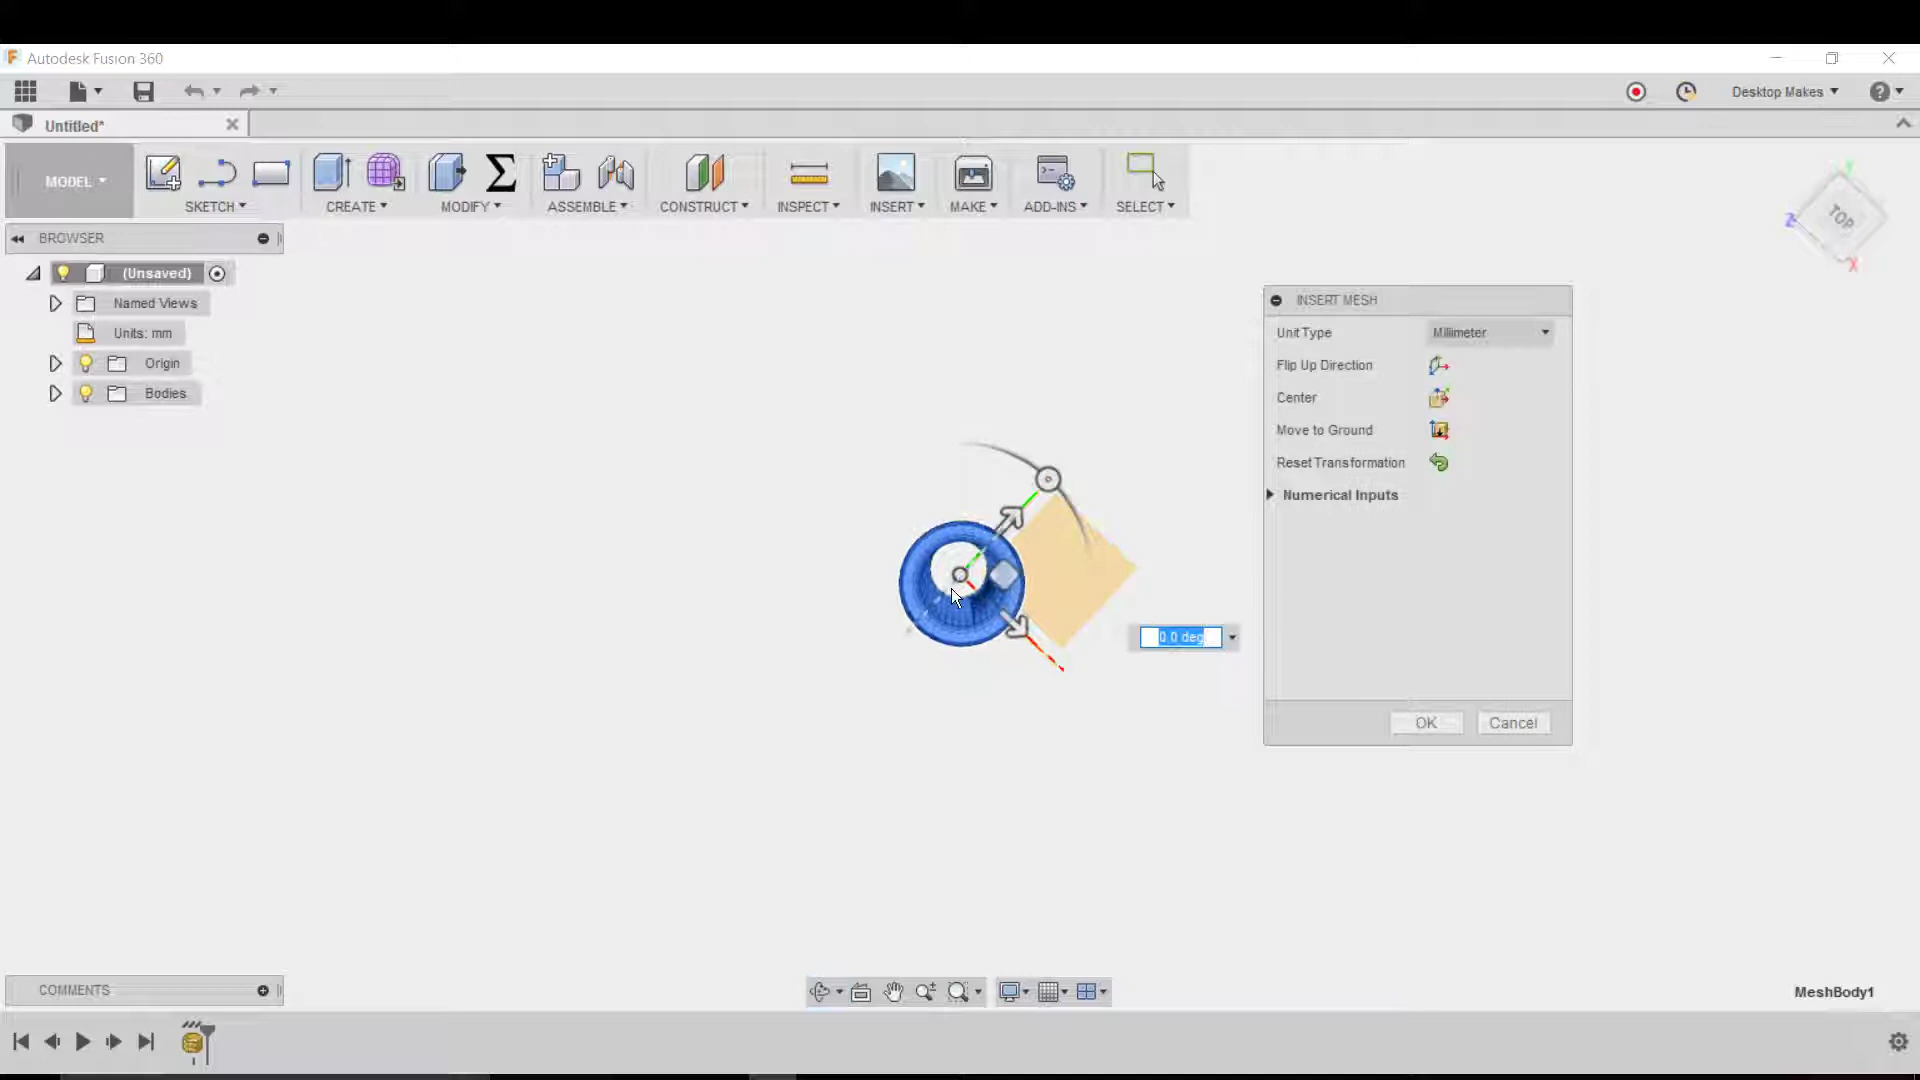 Autodesk Fusion 360
Desktop Makes
Untitled*
MODEL
SKETCH
CREATE
MODIFY
ASSEMBLE
CONSTRUCT
INSPECT
INSERT
MAKE
ADD-INS
SELECT
TOP
Z
X
BROWSER
(Unsaved)
Named Views
Units: mm
Origin
Bodies
INSERT MESH
Unit Type
Millimeter
Flip Up Direction
Center
Move to Ground
Reset Transformation
Numerical Inputs
0.0 deg
OK
Cancel
COMMENTS
MeshBody1